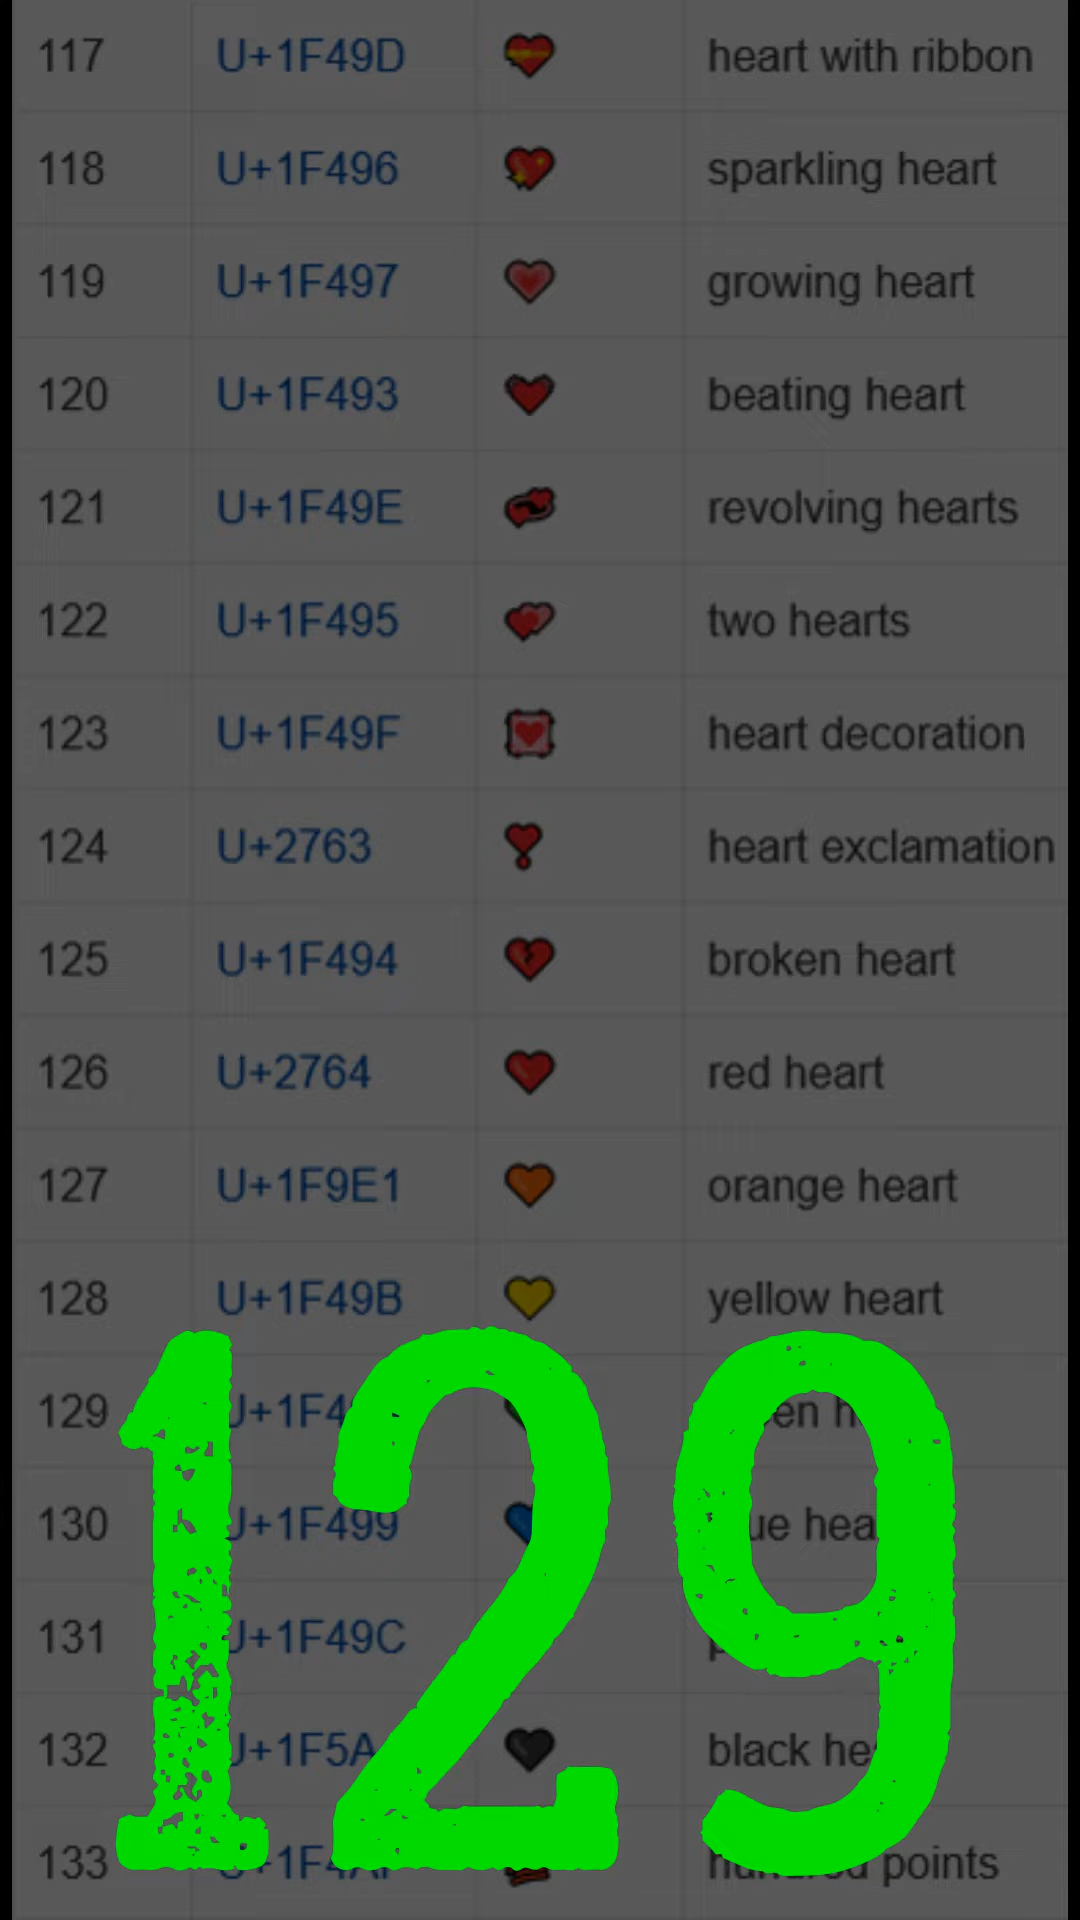 117 U+1F49D heart with ribbon
118 U+1F496 sparkling heart
119 U+1F497 growing heart
120 U+1F493 beating heart
121 U+1F49E revolving hearts
122 U+1F495 two hearts
123 U+1F49F heart decoration
124 U+2763 heart exclamation
125 U+1F494 broken heart
126 U+2764 red heart
127 U+1F9E1 orange heart
128 U+1F49B yellow heart
129
130 U+1F499
131 U+1F49C
132 black
133 points
129